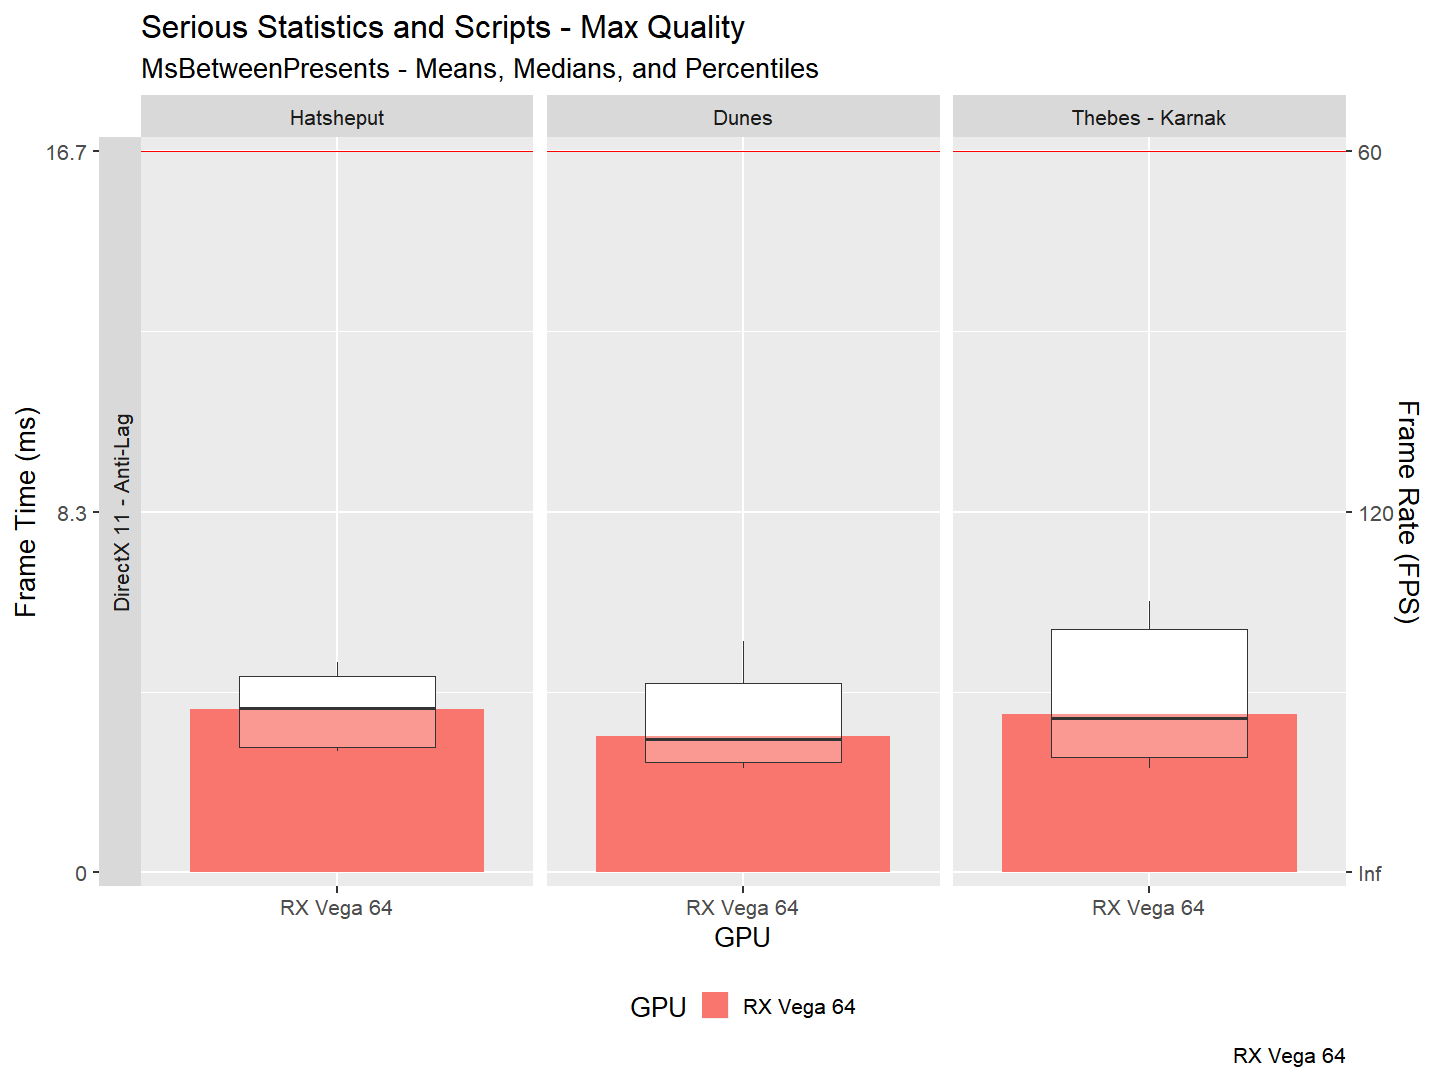 Serious Statistics and Scripts - Max Quality
MsBetweenPresents - Means, Medians, and Percentiles
Hatsheput
Dunes
Thebes - Karnak
16.7
8.3
0
Frame Time (ms)
DirectX 11 - Anti-Lag
60
120
Inf
Frame Rate (FPS)
RX Vega 64
RX Vega 64
RX Vega 64
GPU
GPU
RX Vega 64
RX Vega 64